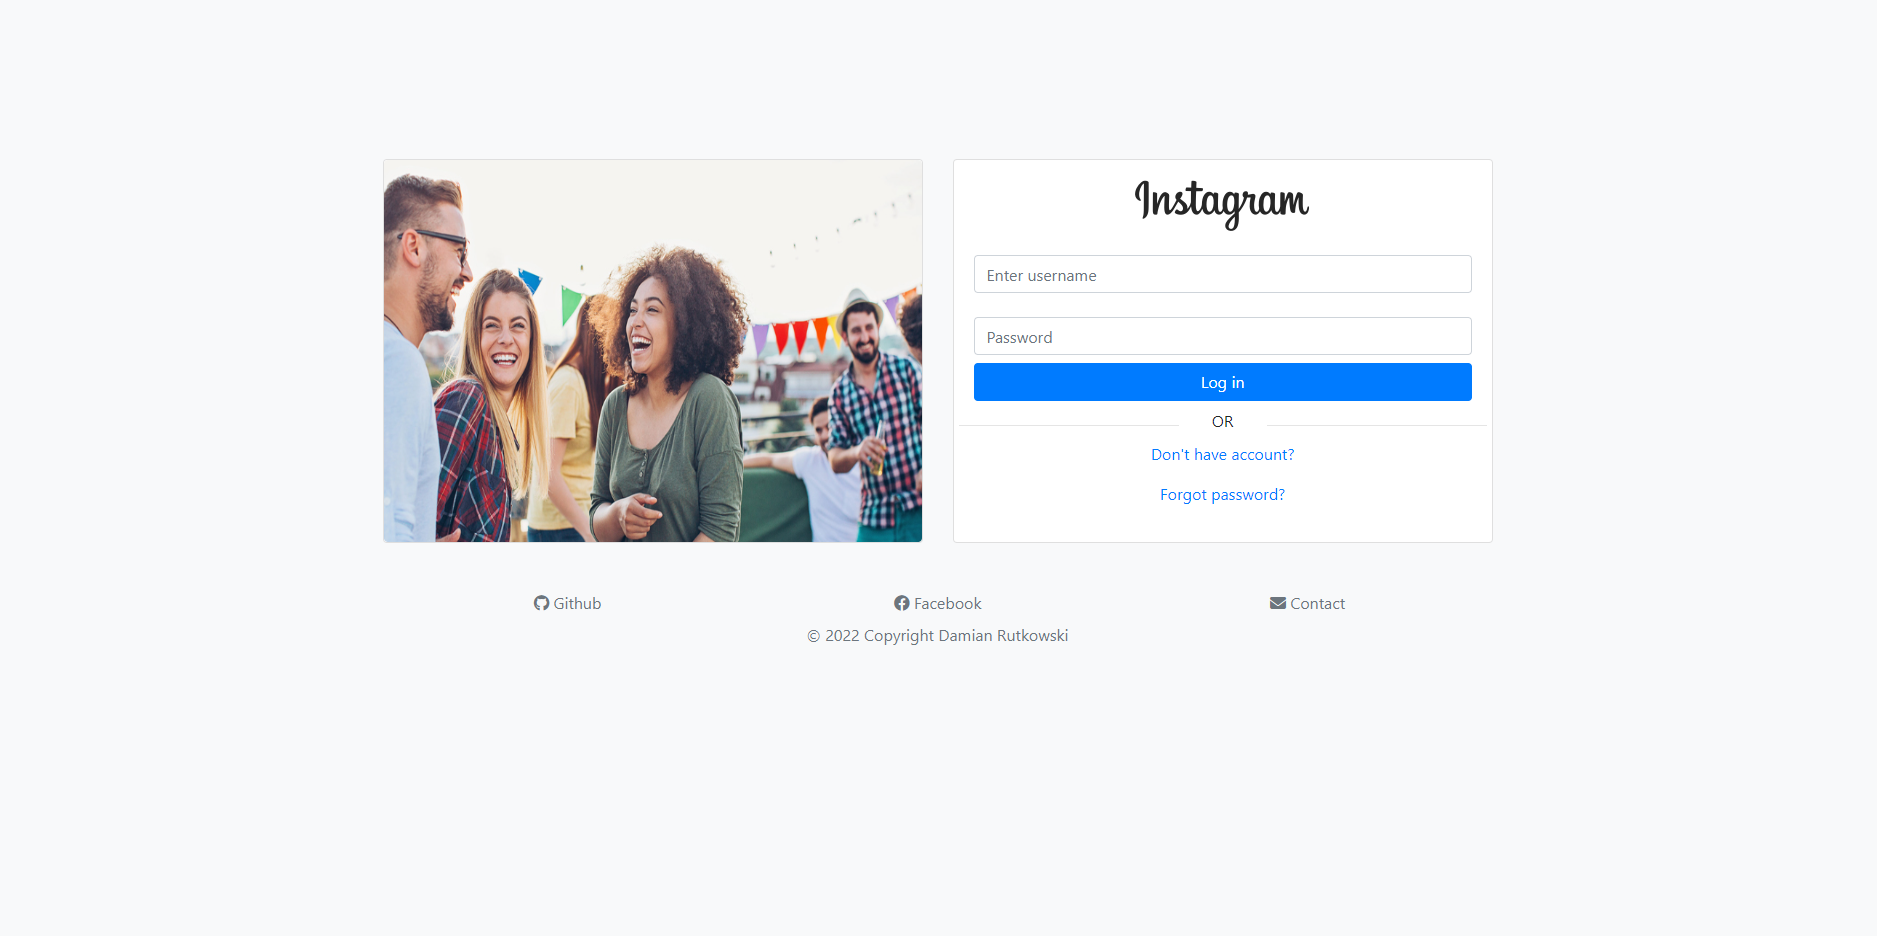 Instagram
Enter username
Password
Log in
OR
Don't have account?
Forgot password?
Github
Facebook
Contact
© 2022 Copyright Damian Rutkowski